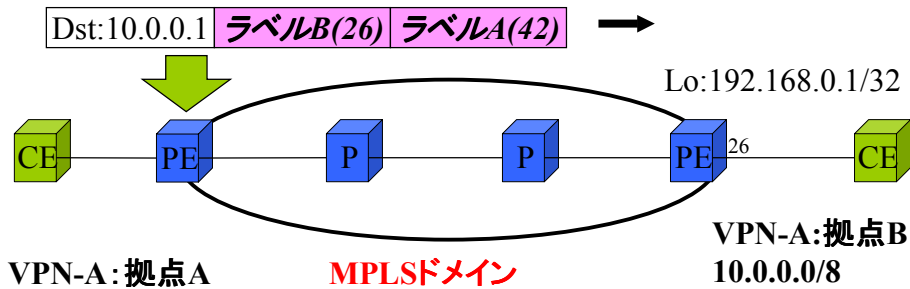 Dst:10.0.0.1 ラベルB(26) ラベルA(42)
Lo:192.168.0.1/32
CE PE P P PE 26 CE
VPN-A:拠点A
MPLSドメイン
VPN-A:拠点B
10.0.0.0/8